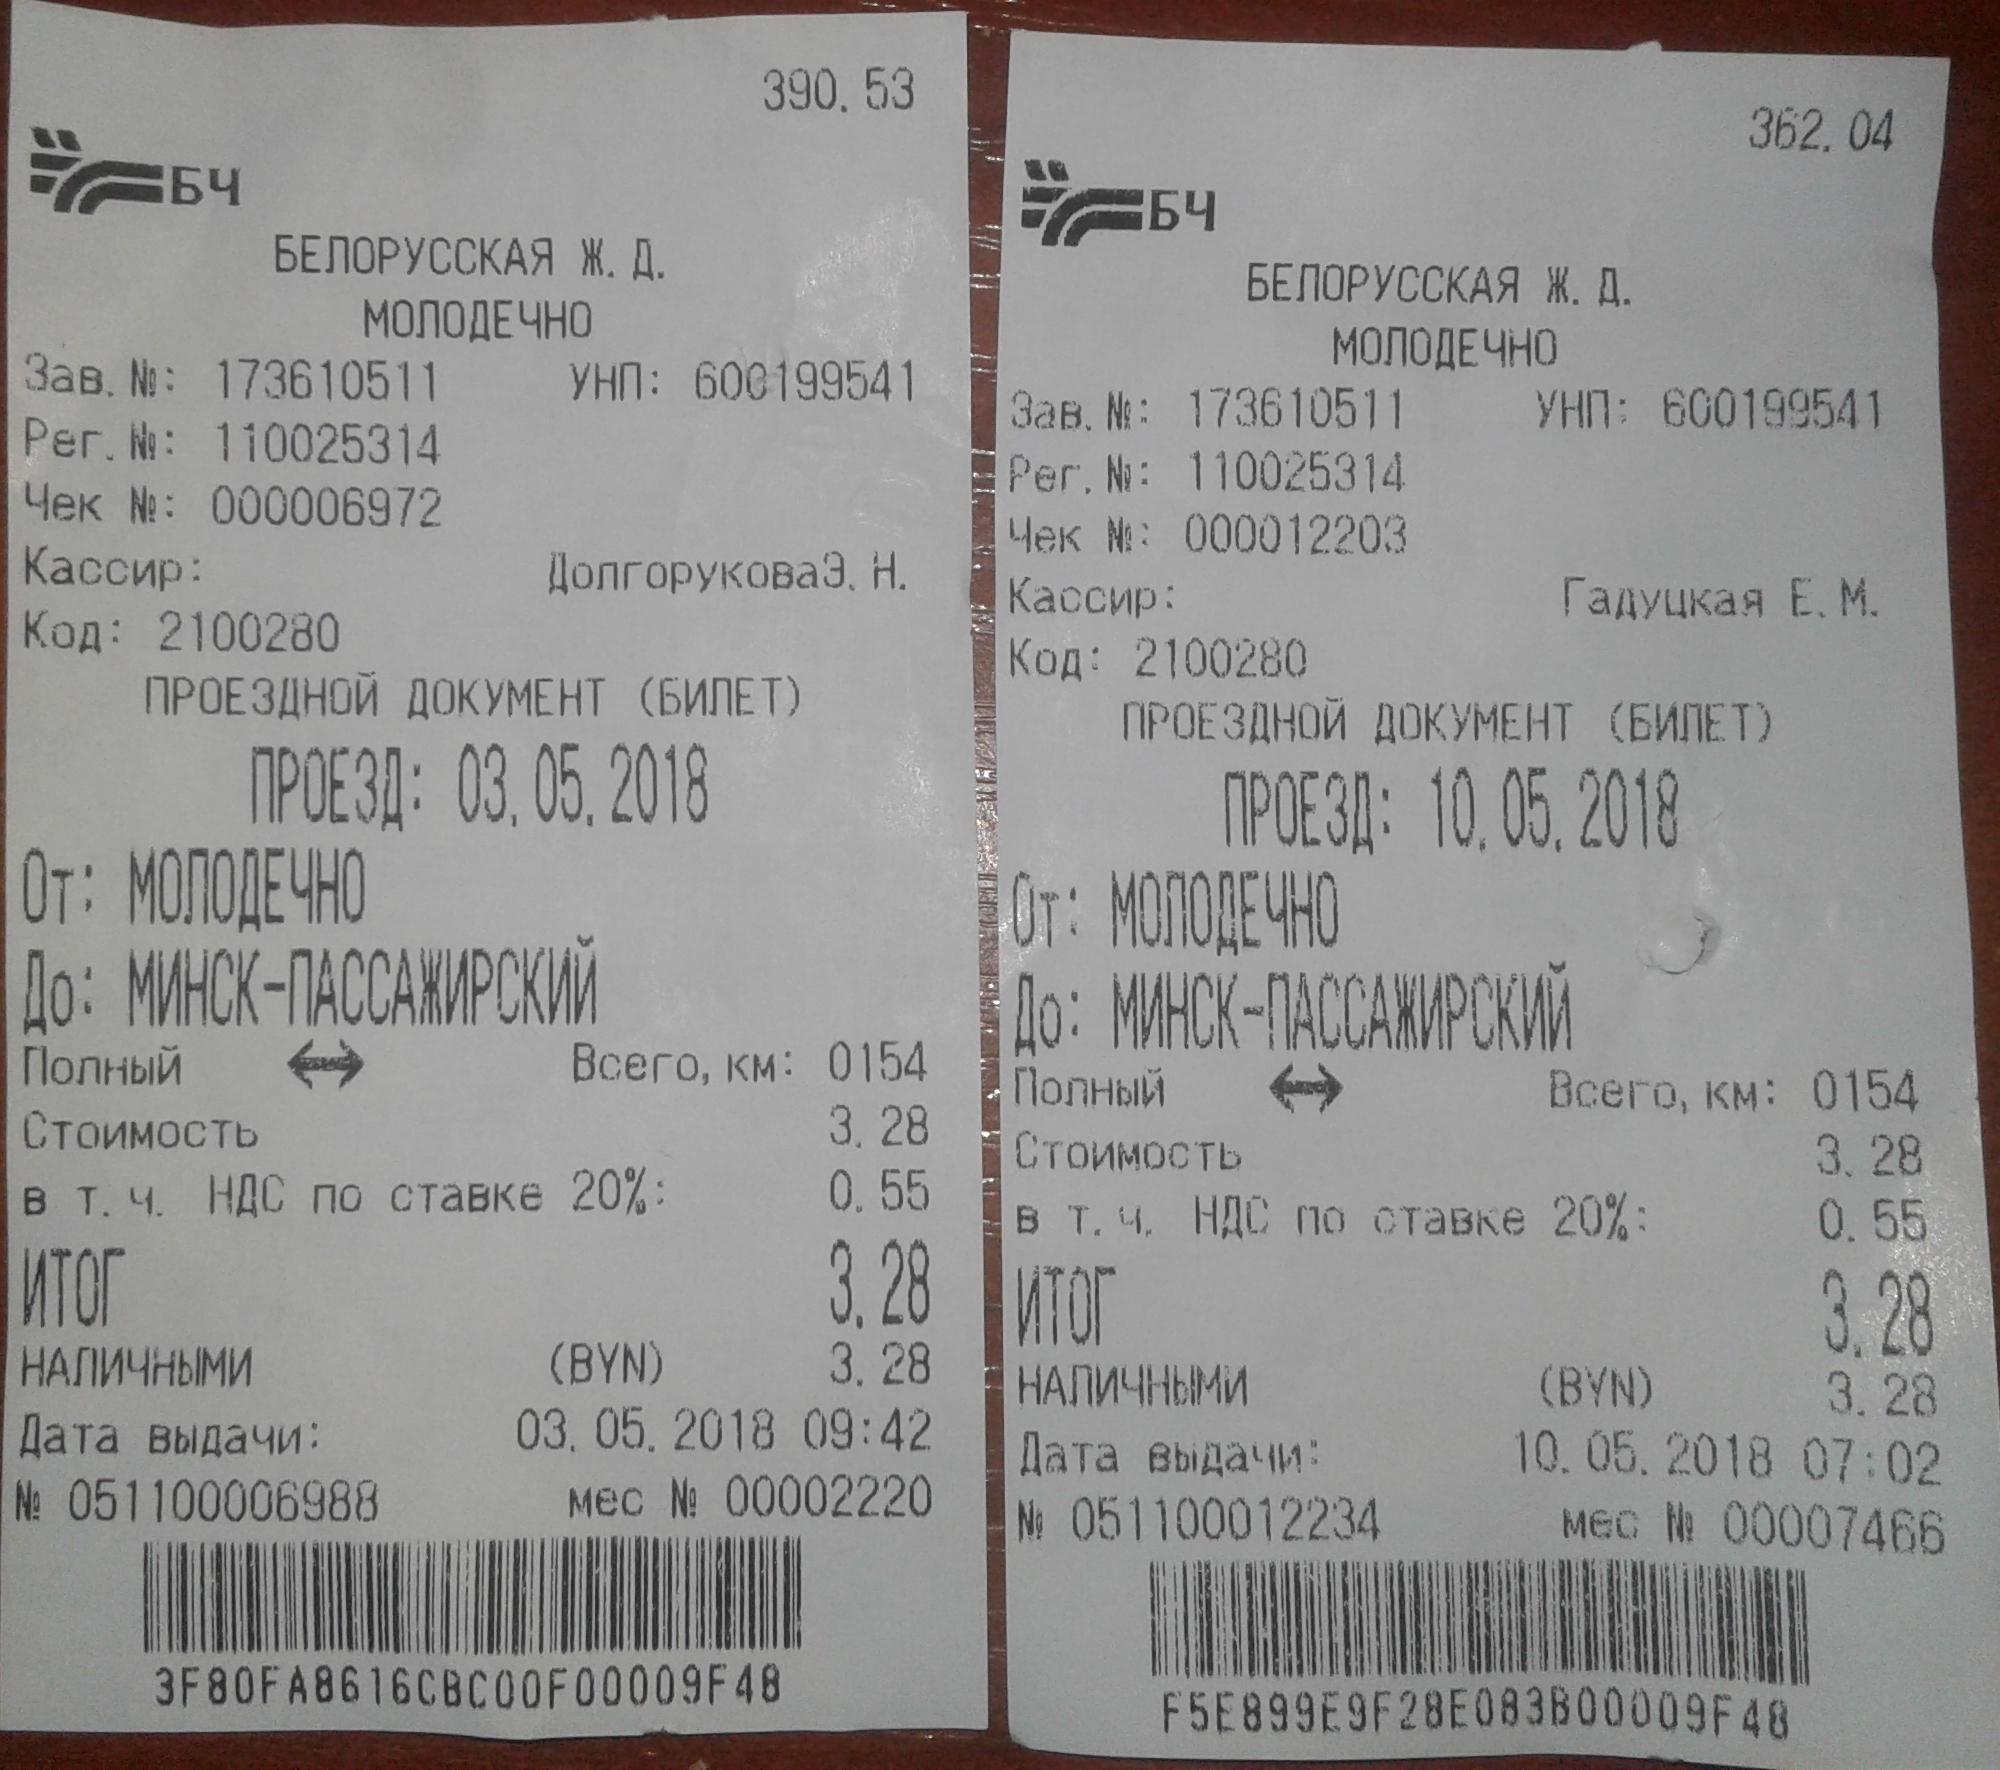 390.53
БЧ
БЕЛОРУССКАЯ Ж.Д.
МОЛОДЕЧНО
Зав.№: 173610511 УНП: 600199541
Рег.№: 110025314
Чек №: 000006972
Кассир: ДолгоруковаЭ.Н.
Код: 2100280
ПРОЕЗДНОЙ ДОКУМЕНТ (БИЛЕТ)
ПРОЕЗД: 03.05.2018
От: МОЛОДЕЧНО
До: МИНСК-ПАССАЖИРСКИЙ
Полный ↔ Всего,км: 0154
Стоимость 3.28
в т.ч. НДС по ставке 20%: 0.55
ИТОГ 3.28
НАЛИЧНЫМИ (BYN) 3.28
Дата выдачи: 03.05.2018 09:42
№ 051100006988 мес № 00002220
3F80FA8616CBC00F00009F48
362.04
БЧ
БЕЛОРУССКАЯ Ж.Д.
МОЛОДЕЧНО
Зав.№: 173610511 УНП: 600199541
Рег.№: 110025314
Чек №: 000012203
Кассир: Гадуцкая Е.М.
Код: 2100280
ПРОЕЗДНОЙ ДОКУМЕНТ (БИЛЕТ)
ПРОЕЗД: 10.05.2018
От: МОЛОДЕЧНО
До: МИНСК-ПАССАЖИРСКИЙ
Полный ↔ Всего,км: 0154
Стоимость 3.28
в т.ч. НДС по ставке 20%: 0.55
ИТОГ 3.28
НАЛИЧНЫМИ (BYN) 3.28
Дата выдачи: 10.05.2018 07:02
№ 051100012234 мес № 00007466
F5E899E9F28E083B00009F48